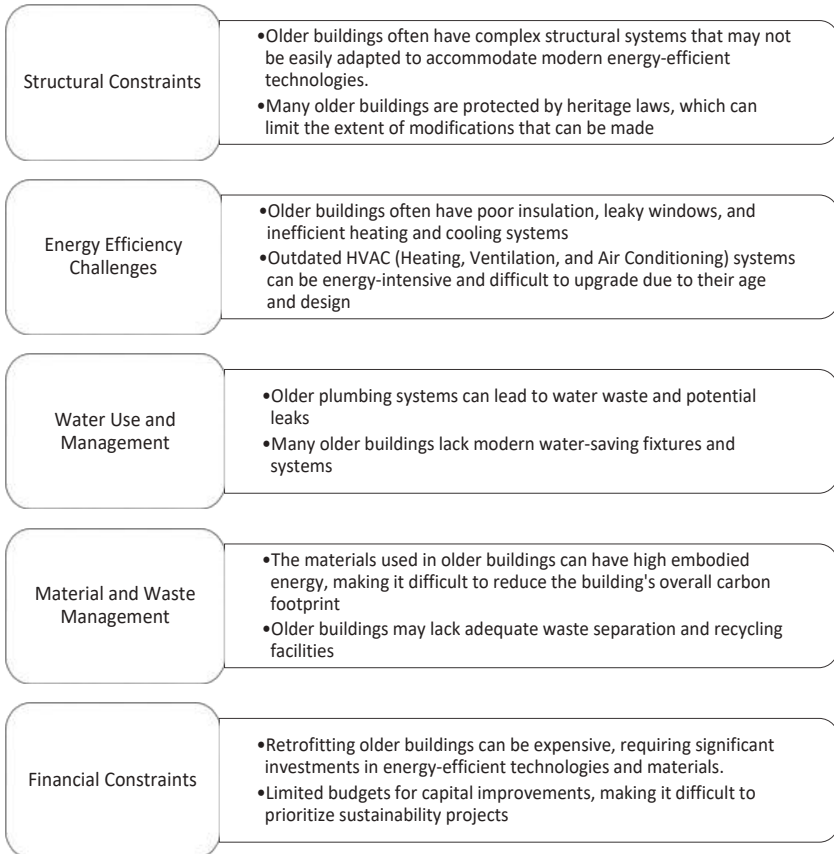 Structural Constraints
•Older buildings often have complex structural systems that may not
be easily adapted to accommodate modern energy-efficient
technologies.
•Many older buildings are protected by heritage laws, which can
limit the extent of modifications that can be made
Energy Efficiency
Challenges
•Older buildings often have poor insulation, leaky windows, and
inefficient heating and cooling systems
•Outdated HVAC (Heating, Ventilation, and Air Conditioning) systems
can be energy-intensive and difficult to upgrade due to their age
and design
Water Use and
Management
•Older plumbing systems can lead to water waste and potential
leaks
•Many older buildings lack modern water-saving fixtures and
systems
Material and Waste
Management
•The materials used in older buildings can have high embodied
energy, making it difficult to reduce the building's overall carbon
footprint
•Older buildings may lack adequate waste separation and recycling
facilities
Financial Constraints
•Retrofitting older buildings can be expensive, requiring significant
investments in energy-efficient technologies and materials.
•Limited budgets for capital improvements, making it difficult to
prioritize sustainability projects